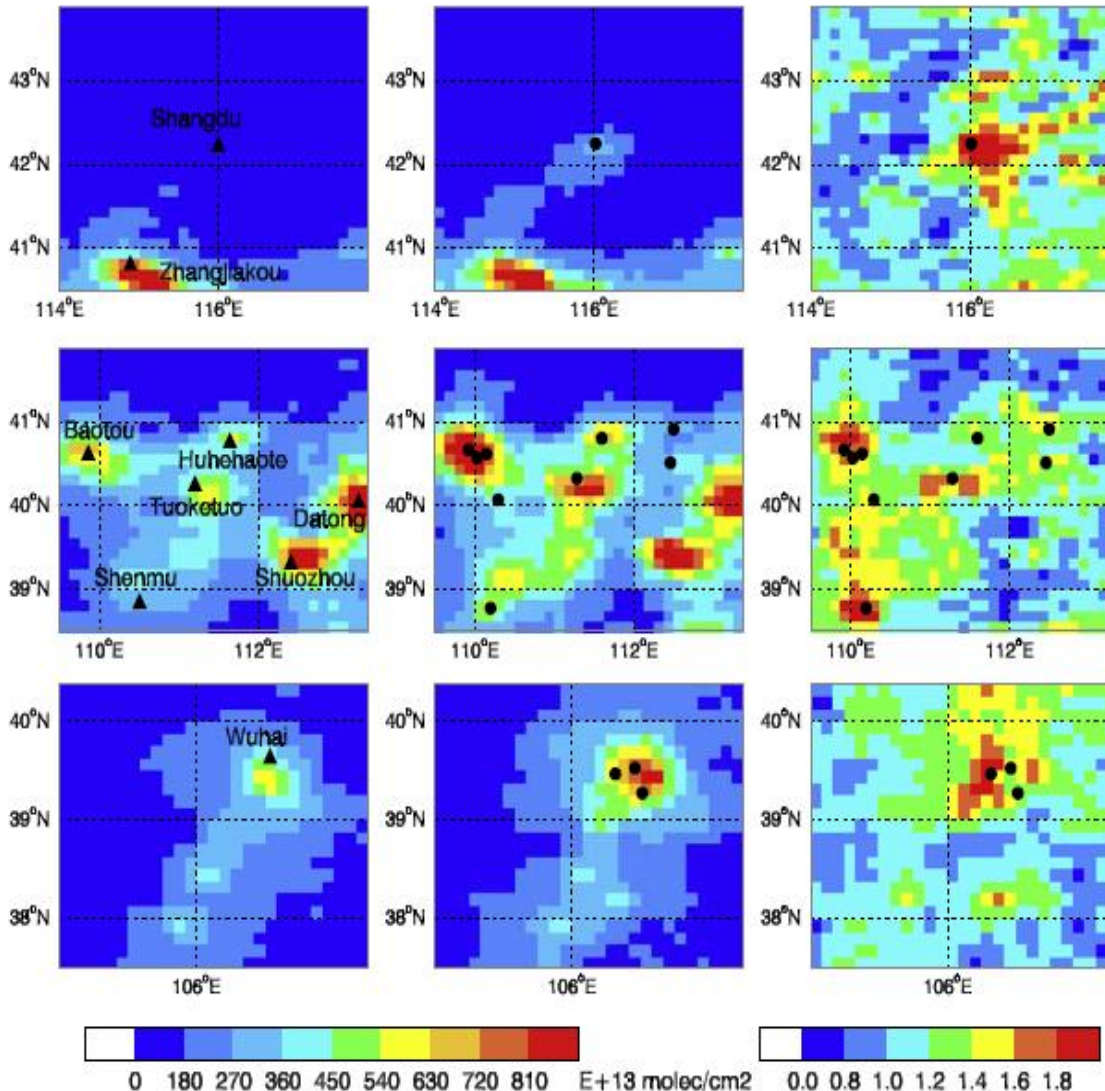 43°N 43°N 43°N
Shangdu
42°N 42°N 42°N
41°N 41°N 41°N
Zhangjiakou
114°E 116°E 114°E 116°E 114°E 116°E
41°N 41°N 41°N
Baotou
Huhehaote
40°N 40°N 40°N
Tuoketuo
Datong
39°N 39°N 39°N
Shenmu Shuozhou
110°E 112°E 110°E 112°E 110°E 112°E
40°N 40°N 40°N
Wuhai
39°N 39°N 39°N
38°N 38°N 38°N
106°E 106°E 106°E
0 180 270 360 450 540 630 720 810 E+13 molec/cm2 0.0 0.8 1.0 1.2 1.4 1.6 1.8